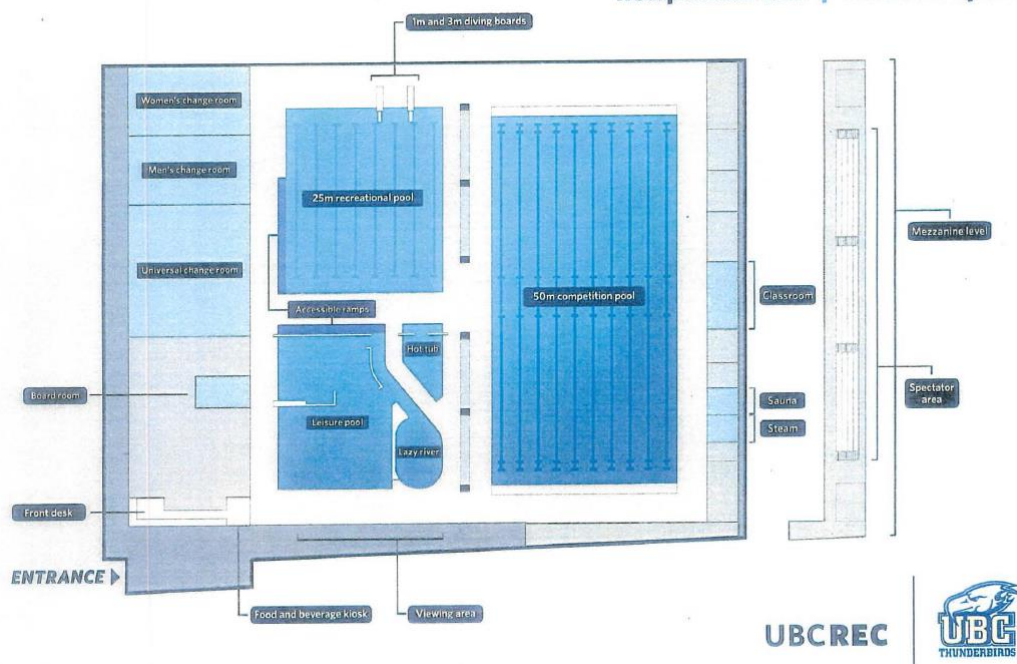 1m and 3m diving boards
Women's change room
Men's change room
25m recreational pool
Mezzanine level
Universal change room
50m competition pool
Classroom
Accessible ramps
Hot tub
Board room
Spectator
area
Sauna
Leisure pool
Steam
Lazy river
Front desk
ENTRANCE
Food and beverage kiosk
Viewing area
UBCREC
UBC
THUNDERBIRDS